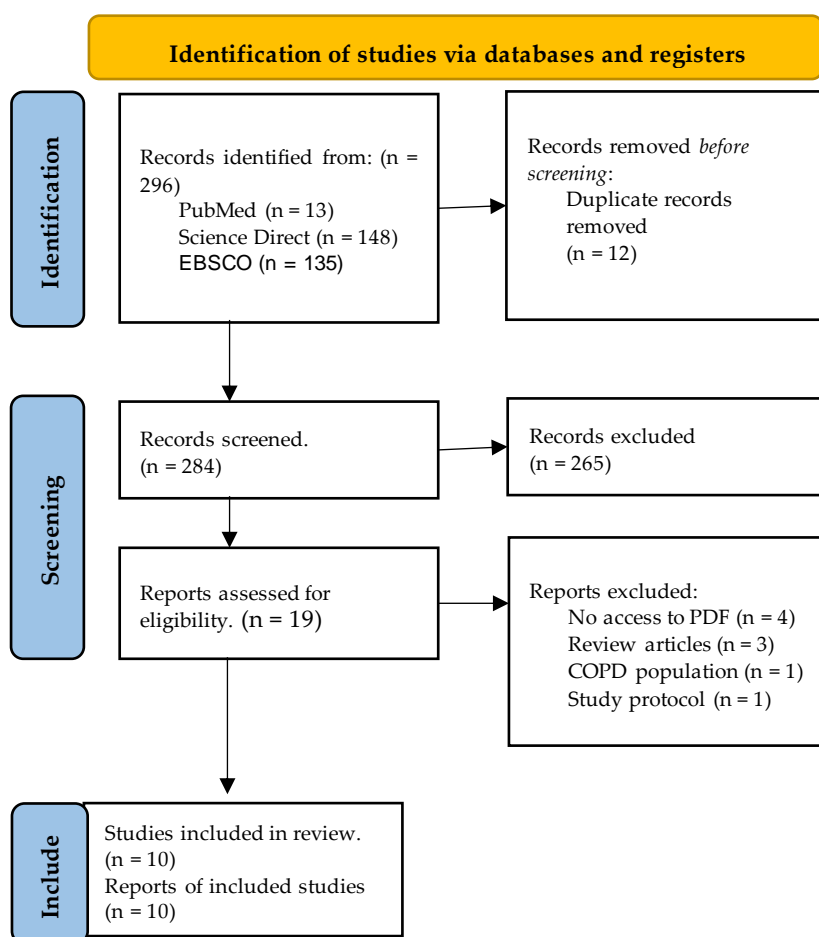 Identification of studies via databases and registers
Identification
Records identified from: (n =
296)
PubMed (n = 13)
Science Direct (n = 148)
EBSCO (n = 135)
Records removed before
screening:
Duplicate records
removed
(n = 12)
Screening
Records screened.
(n = 284)
Records excluded
(n = 265)
Reports assessed for
eligibility. (n = 19)
Reports excluded:
No access to PDF (n = 4)
Review articles (n = 3)
COPD population (n = 1)
Study protocol (n = 1)
Include
Studies included in review.
(n = 10)
Reports of included studies
(n = 10)